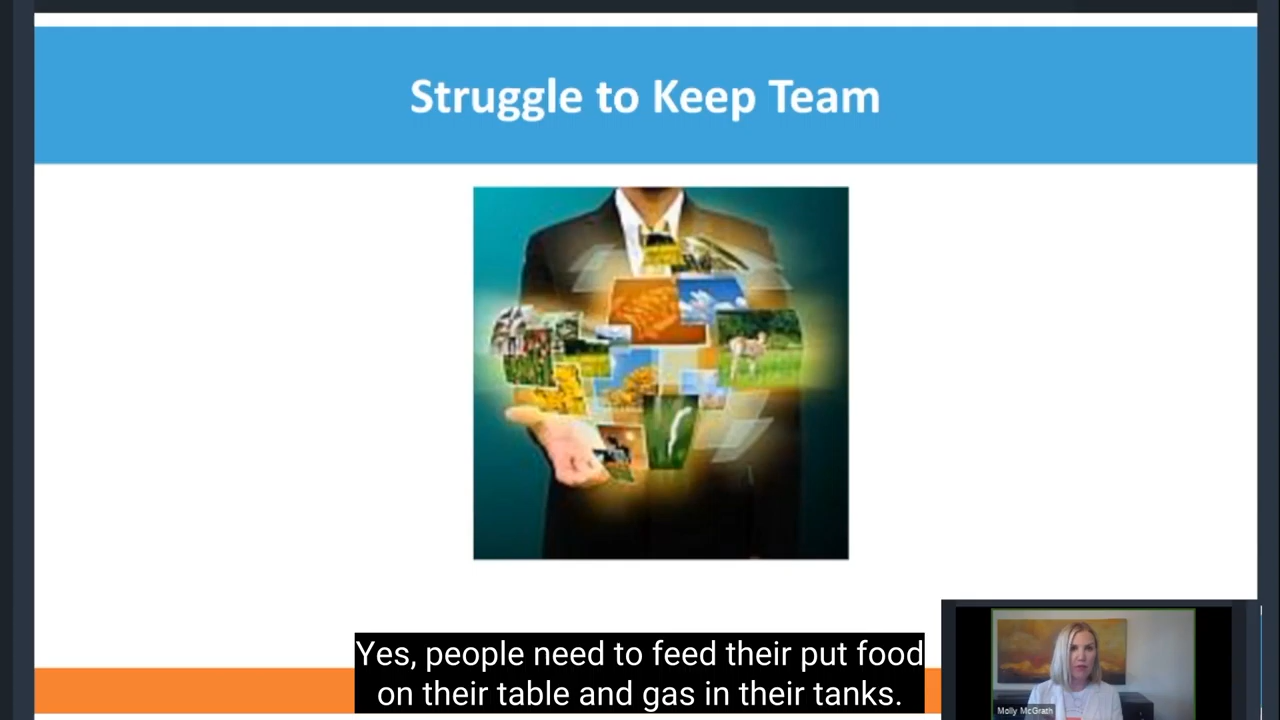 Struggle to Keep Team
Yes, people need to feed their put food
on their table and gas in their tanks.
Molly McGrath